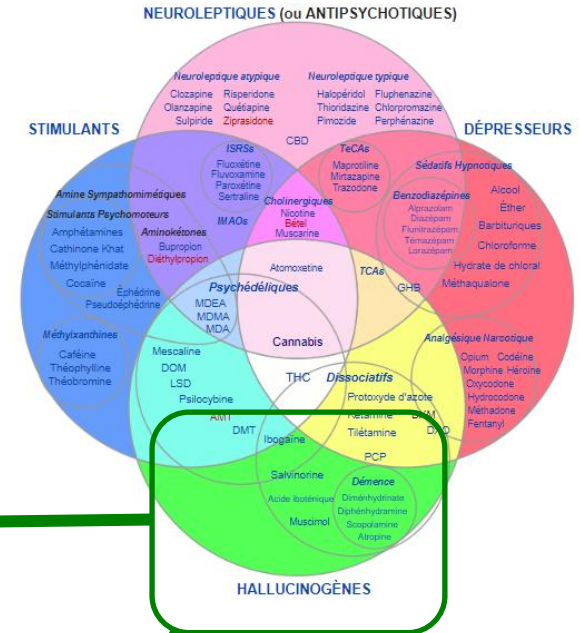 NEUROLEPTIQUES (ou ANTIPSYCHOTIQUES)
Neuroleptique atypique
Clozapine Risperidone
Olanzapine Quétiapine
Sulpiride Ziprasidone
Neuroleptique typique
Halopéridol Fluphenazine
Thioridazine Chlorpromazine
Pimozide Perphénazine
STIMULANTS
DÉPRESSEURS
CBD
ISRSs
Fluoxétine
Fluvoxamine
Paroxétine
Sertraline
TeCAs
Maprotiline
Mirtazapine
Trazodone
Sédatifs Hypnotiques
Benzodiazépines
Alprazolam
Diazépam
Flunitrazépam
Témazépam
Lorazépam
Alcool
Éther
Barbituriques
Chloroforme
Hydrate de chloral
Méthaqualone
Amine Sympathomimétiques
Stimulants Psychomoteurs
Amphétamines
Cathinone Khat
Méthylphénidate
Cocaïne
Éphédrine
Pseudoéphédrine
IMAOs
Aminokétones
Bupropion
Diéthylpropion
Cholinergiques
Nicotine
Bétel
Muscarine
Atomoxetine
TCAs
GHB
Psychédéliques
MDEA
MDMA
MDA
Cannabis
Méthylxanthines
Caféine
Théophylline
Théobromine
Analgésique Narcotique
Opium Codéine
Morphine Héroïne
Oxycodone
Hydrocodone
Méthadone
Fentanyl
Mescaline
DOM
LSD
Psilocybine
AMT
DMT
THC
Dissociatifs
Protoxyde d'azote
Kétamine
Tilétamine
PCP
Ibogaïne
Salvinorine
Acide iboténique
Muscimol
Démence
Diménhydrinate
Diphénhydramine
Scopolamine
Atropine
HALLUCINOGÈNES